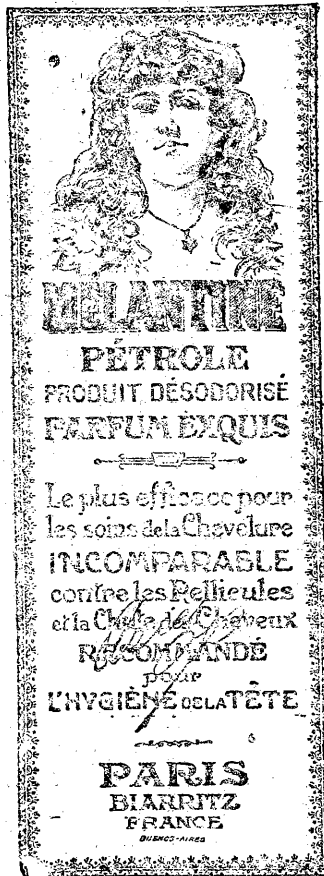 MELANTINE
PÉTROLE
PRODUIT DÉSODORISÉ
PARFUM EXQUIS
Le plus efficace pour
les soins de la Chevelure
INCOMPARABLE
contre les Pellicules
et la Chute des Cheveux
RECOMMANDÉ
pour
L'HYGIÈNE DE LA TÊTE
PARIS
BIARRITZ
FRANCE
BUENOS-AIRES